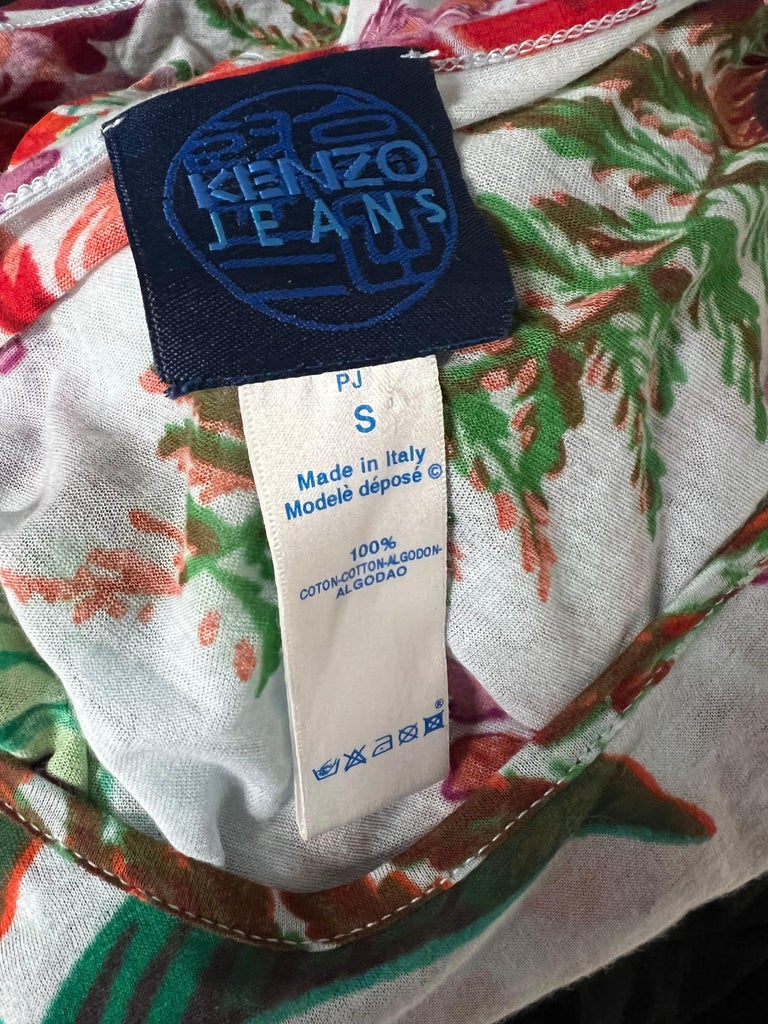 KENZO
JEANS
PJ
S
Made in Italy
Modelè déposé ©
100%
COTON-COTTON-ALGODON-
ALGODAO
®